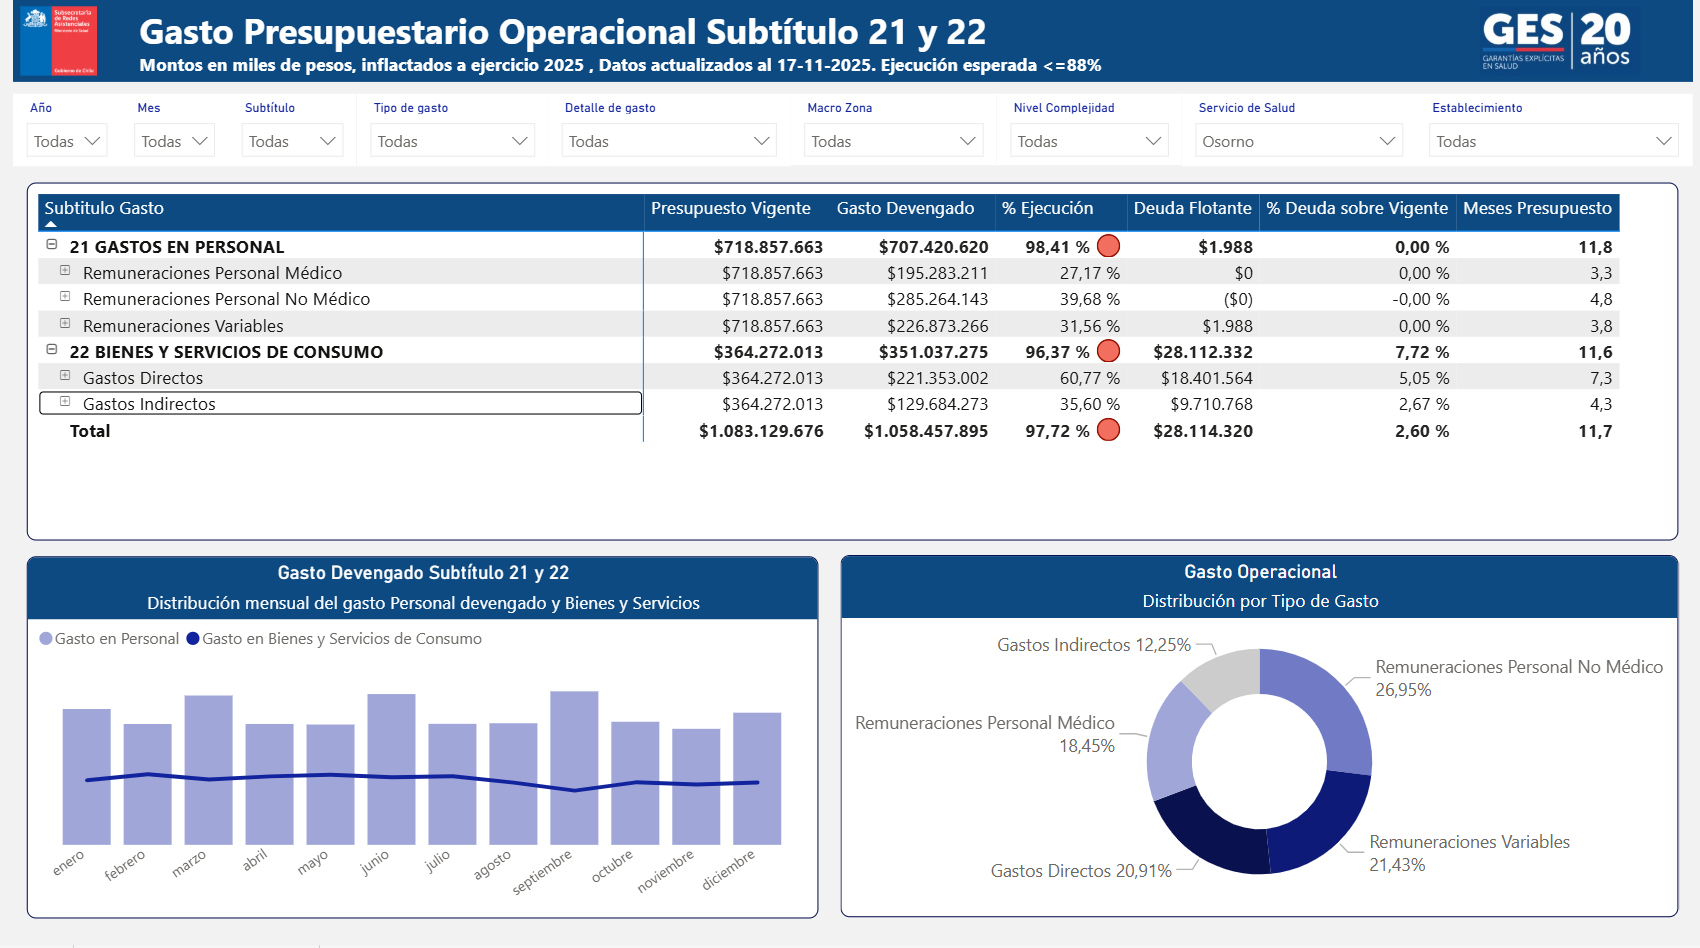 Subsecretaría
de Redes
Asistenciales
Ministerio de Salud
Gobierno de Chile
Gasto Presupuestario Operacional Subtítulo 21 y 22
Montos en miles de pesos, inflactados a ejercicio 2025 , Datos actualizados al 17-11-2025. Ejecución esperada <=88%
GES 20 años
GARANTÍAS EXPLÍCITAS
EN SALUD
Año Mes Subtítulo Tipo de gasto Detalle de gasto Macro Zona Nivel Complejidad Servicio de Salud Establecimiento
Todas Todas Todas Todas Todas Todas Todas Osorno Todas
Subtitulo Gasto Presupuesto Vigente Gasto Devengado % Ejecución Deuda Flotante % Deuda sobre Vigente Meses Presupuesto
21 GASTOS EN PERSONAL $718.857.663 $707.420.620 98,41 % $1.988 0,00 % 11,8
Remuneraciones Personal Médico $718.857.663 $195.283.211 27,17 % $0 0,00 % 3,3
Remuneraciones Personal No Médico $718.857.663 $285.264.143 39,68 % ($0) -0,00 % 4,8
Remuneraciones Variables $718.857.663 $226.873.266 31,56 % $1.988 0,00 % 3,8
22 BIENES Y SERVICIOS DE CONSUMO $364.272.013 $351.037.275 96,37 % $28.112.332 7,72 % 11,6
Gastos Directos $364.272.013 $221.353.002 60,77 % $18.401.564 5,05 % 7,3
Gastos Indirectos $364.272.013 $129.684.273 35,60 % $9.710.768 2,67 % 4,3
Total $1.083.129.676 $1.058.457.895 97,72 % $28.114.320 2,60 % 11,7
Gasto Devengado Subtítulo 21 y 22
Distribución mensual del gasto Personal devengado y Bienes y Servicios
Gasto en Personal Gasto en Bienes y Servicios de Consumo
enero febrero marzo abril mayo junio julio agosto septiembre octubre noviembre diciembre
Gasto Operacional
Distribución por Tipo de Gasto
Gastos Indirectos 12,25%
Remuneraciones Personal No Médico
26,95%
Remuneraciones Personal Médico
18,45%
Remuneraciones Variables
21,43%
Gastos Directos 20,91%